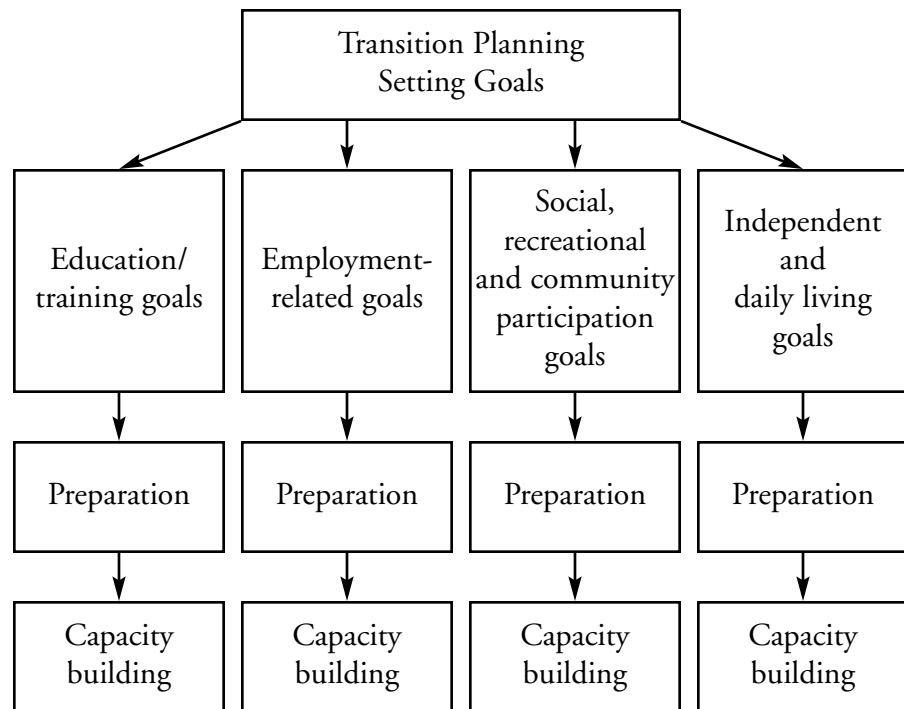 Transition Planning
Setting Goals
Education/
training goals
Employment-
related goals
Social,
recreational
and community
participation
goals
Independent
and
daily living
goals
Preparation
Preparation
Preparation
Preparation
Capacity
building
Capacity
building
Capacity
building
Capacity
building